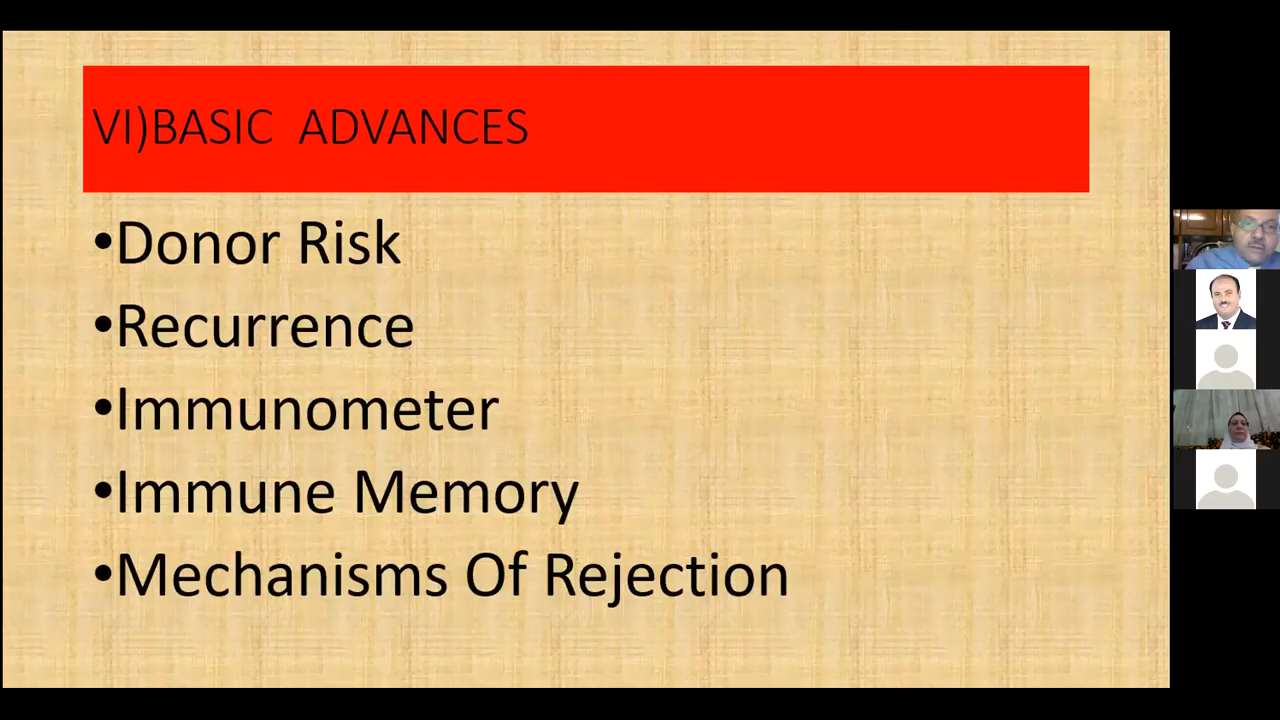 VI)BASIC ADVANCES
•Donor Risk
•Recurrence
•Immunometer
•Immune Memory
•Mechanisms Of Rejection